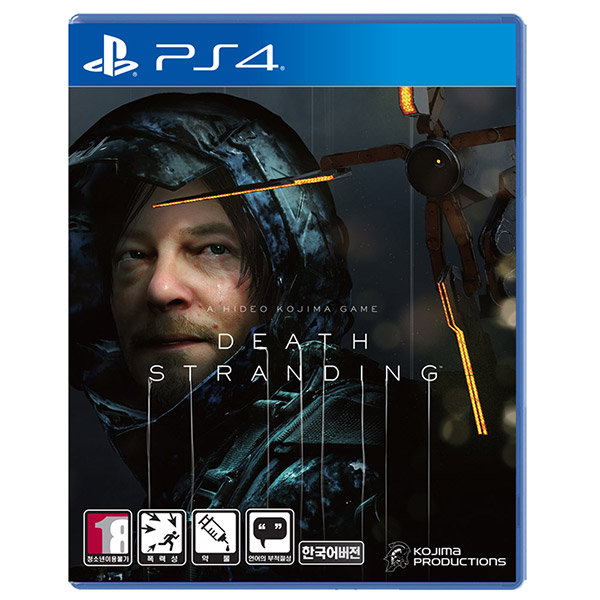 PS4
A HIDEO KOJIMA GAME
DEATH
STRANDING™
18
청소년이용불가
폭력성
약물
언어의 부적절성
한국어버전
KOJIMA
PRODUCTIONS